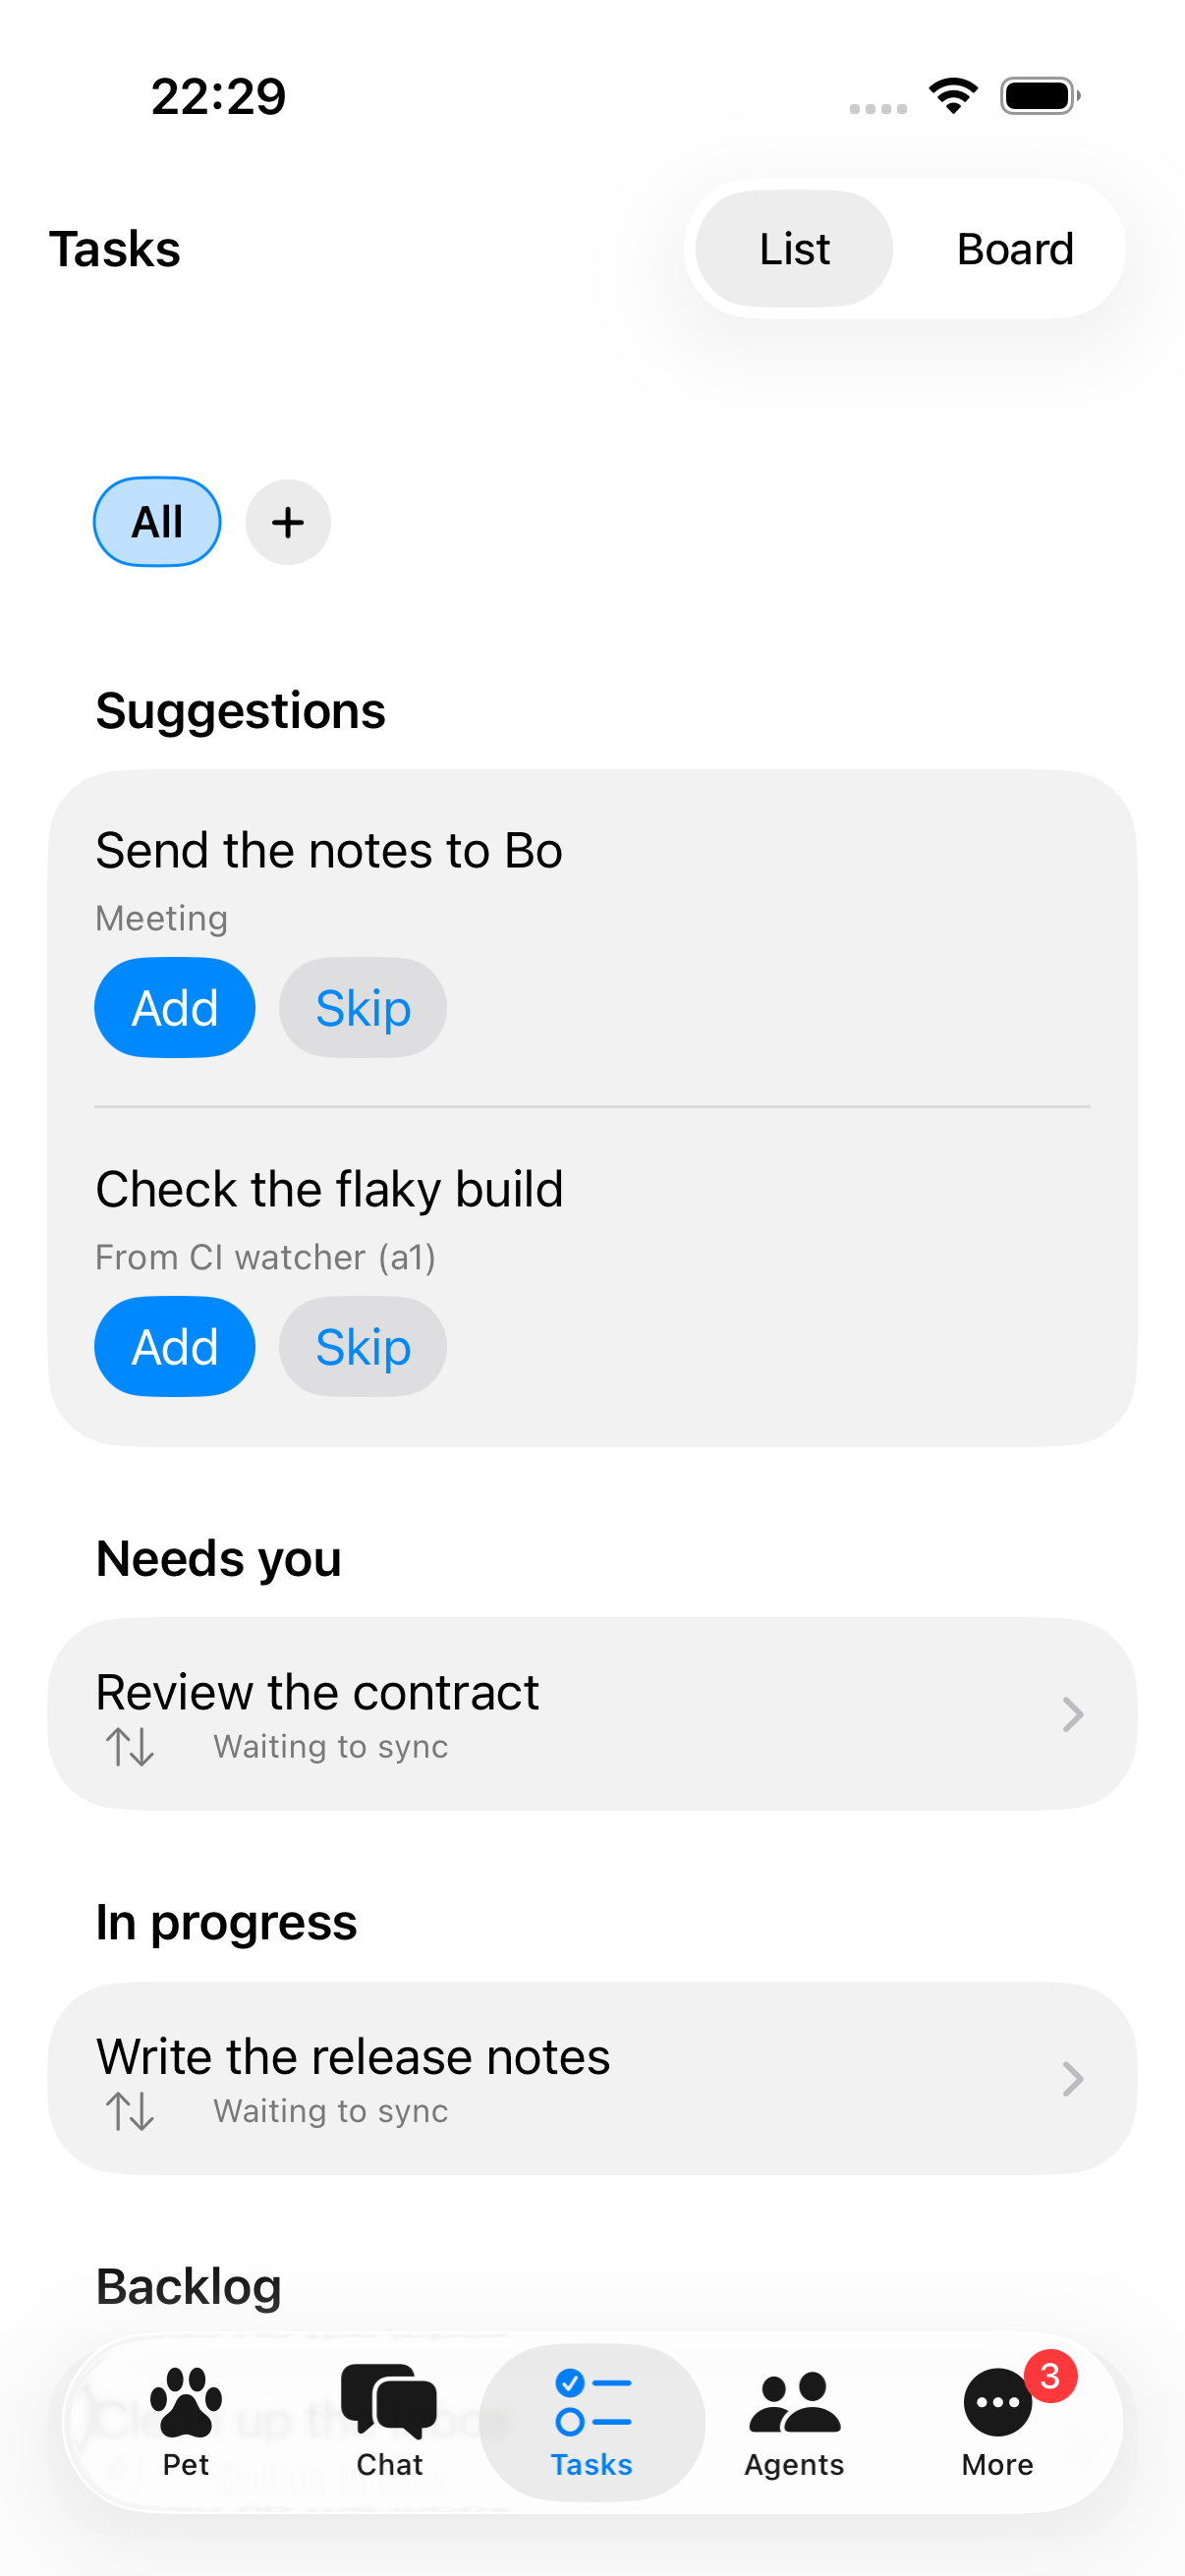 22:29
Tasks
List
Board
All
+
Suggestions
Send the notes to Bo
Meeting
Add
Skip
Check the flaky build
From CI watcher (a1)
Add
Skip
Needs you
Review the contract
Waiting to sync
In progress
Write the release notes
Waiting to sync
Backlog
3
Pet
Chat
Tasks
Agents
More